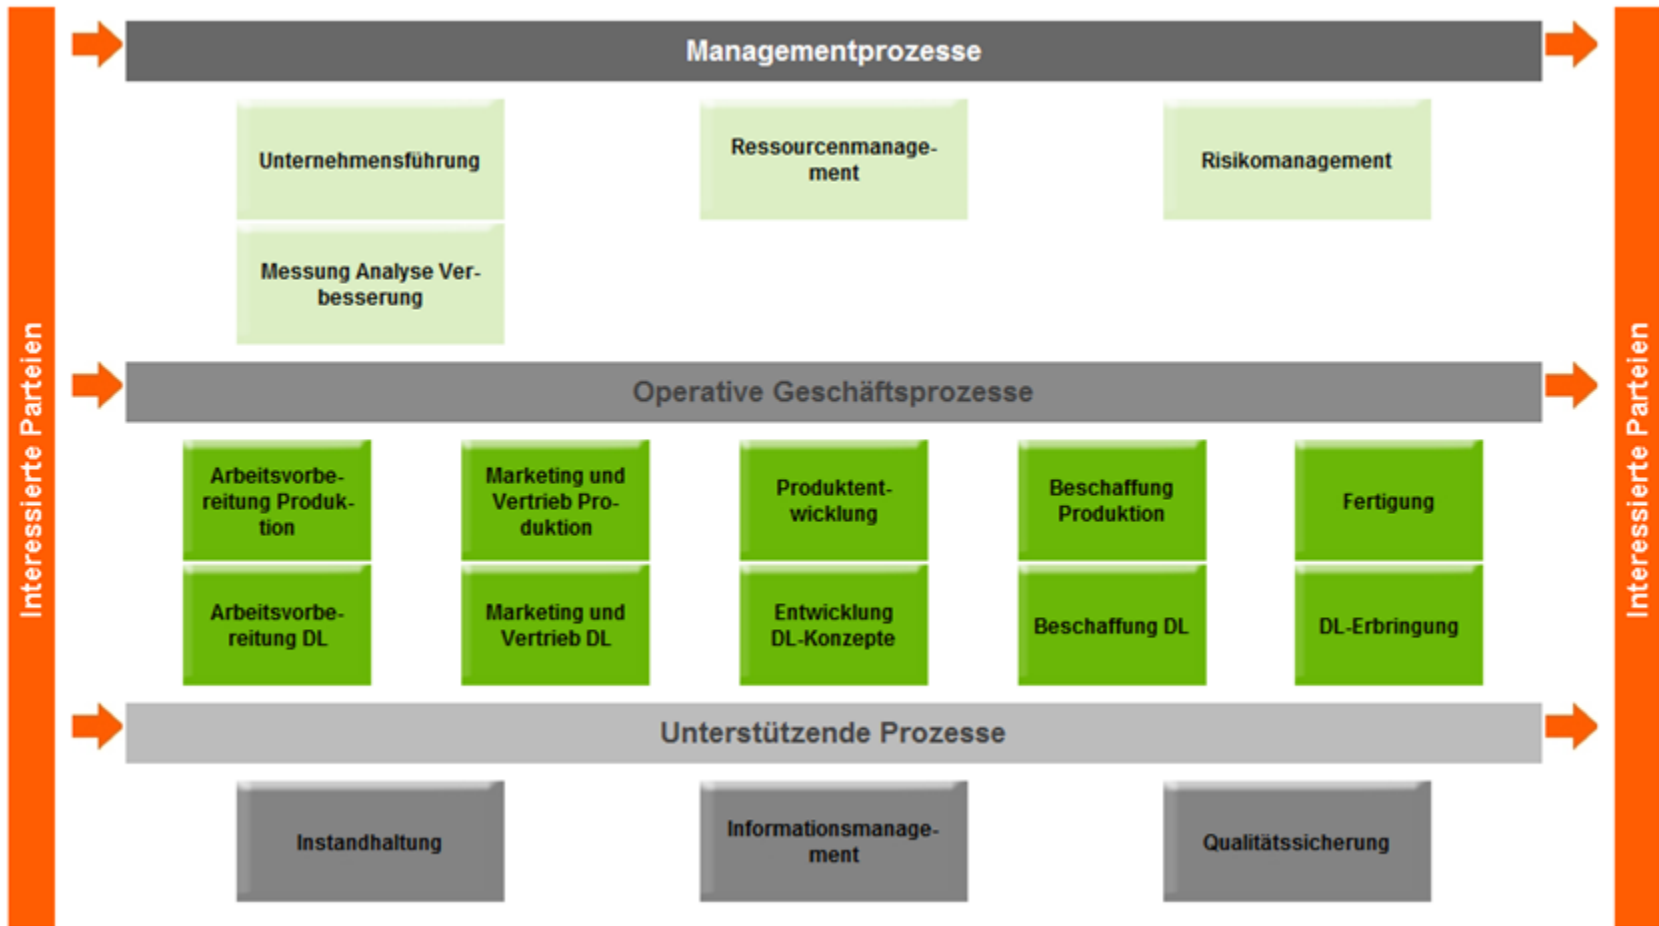 Interessierte Parteien
Managementprozesse
Unternehmensführung
Ressourcenmanage-
ment
Risikomanagement
Messung Analyse Ver-
besserung
Operative Geschäftsprozesse
Arbeitsvorbe-
reitung Produk-
tion
Marketing und
Vertrieb Pro-
duktion
Produktent-
wicklung
Beschaffung
Produktion
Fertigung
Arbeitsvorbe-
reitung DL
Marketing und
Vertrieb DL
Entwicklung
DL-Konzepte
Beschaffung DL
DL-Erbringung
Unterstützende Prozesse
Instandhaltung
Informationsmanage-
ment
Qualitätssicherung
Interessierte Parteien